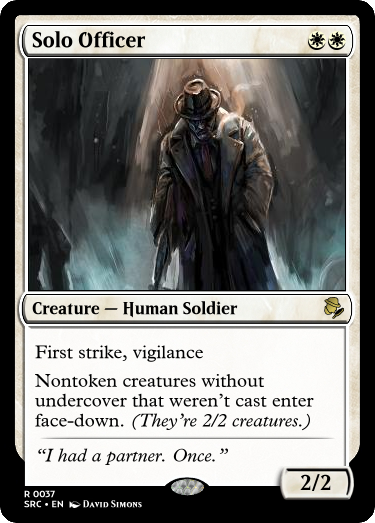 Solo Officer
Creature — Human Soldier
First strike, vigilance
Nontoken creatures without
undercover that weren't cast enter
face-down. (They're 2/2 creatures.)
"I had a partner. Once."
2/2
R 0037
SRC • EN David Simons